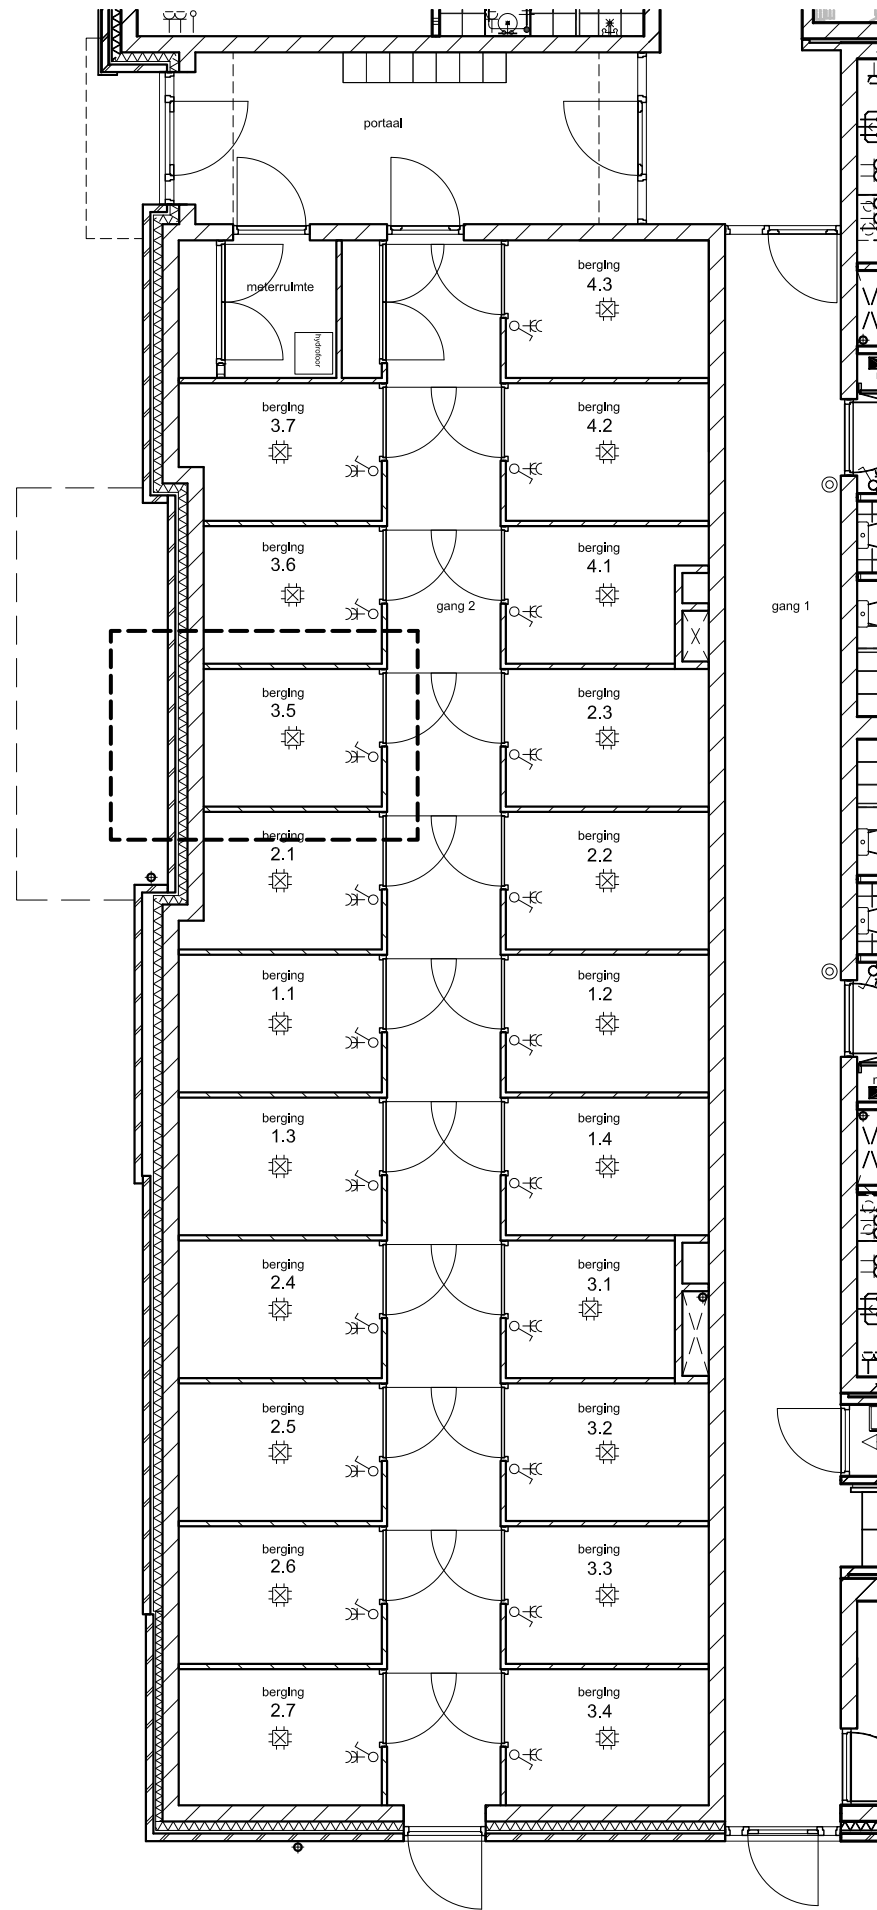 portaal
meterruimte
hydrofoor
berging
4.3
berging
3.7
berging
4.2
berging
3.6
berging
4.1
gang 2
gang 1
berging
3.5
berging
2.3
berging
2.1
berging
2.2
berging
1.1
berging
1.2
berging
1.3
berging
1.4
berging
2.4
berging
3.1
berging
2.5
berging
3.2
berging
2.6
berging
3.3
berging
2.7
berging
3.4